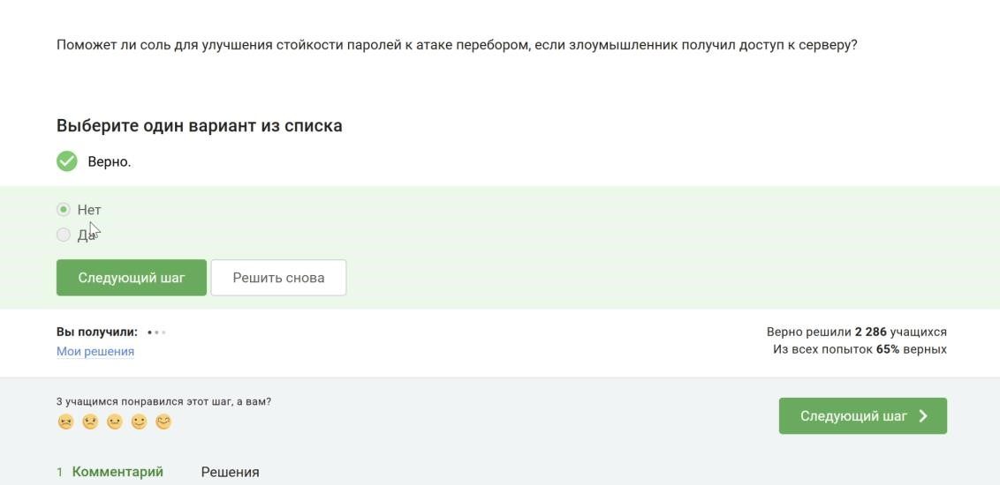 Поможет ли соль для улучшения стойкости паролей к атаке перебором, если злоумышленник получил доступ к серверу?
Выберите один вариант из списка
Верно.
Нет
Да
Следующий шаг
Решить снова
Вы получили:
Верно решили 2 286 учащихся
Мои решения
Из всех попыток 65% верных
3 учащимся понравился этот шаг, а вам?
Следующий шаг
1 Комментарий
Решения